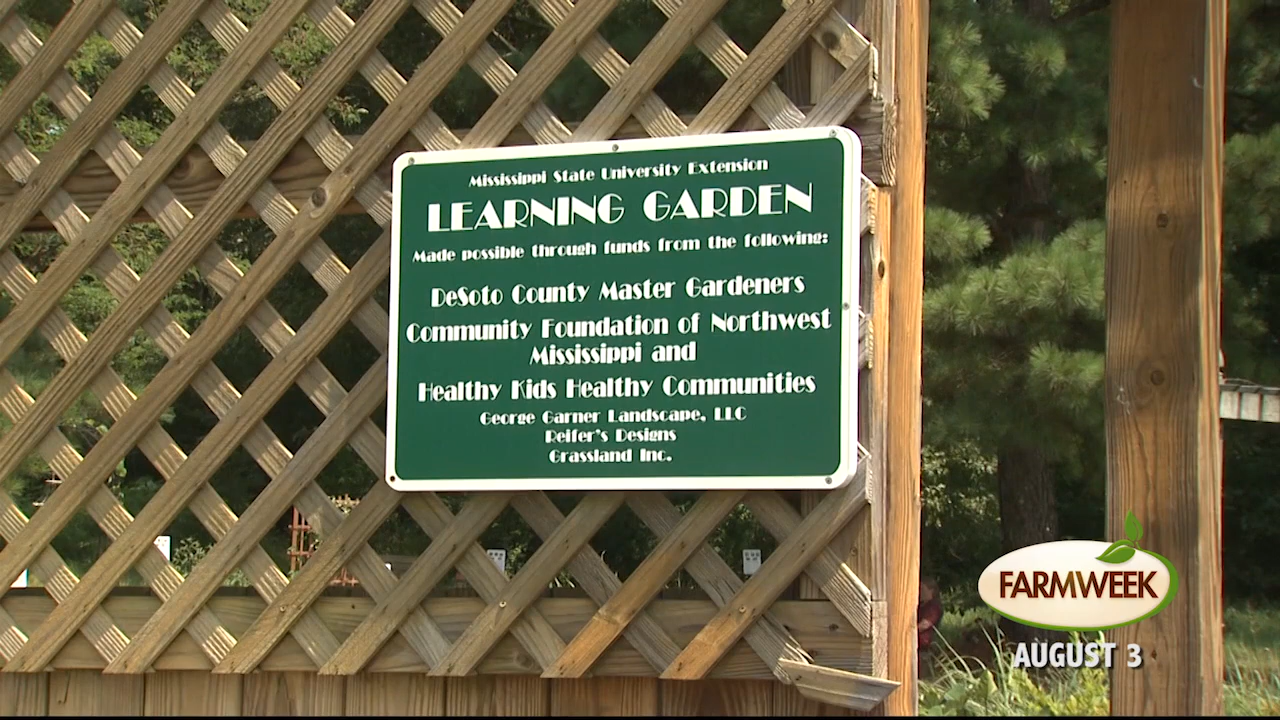 Mississippi State University Extension
LEARNING GARDEN
Made possible through funds from the following:
DeSoto County Master Gardeners
Community Foundation of Northwest
Mississippi and
Healthy Kids Healthy Communities
George Garner Landscape, LLC
Reifer's Designs
Grassland Inc.
FARMWEEK
AUGUST 3